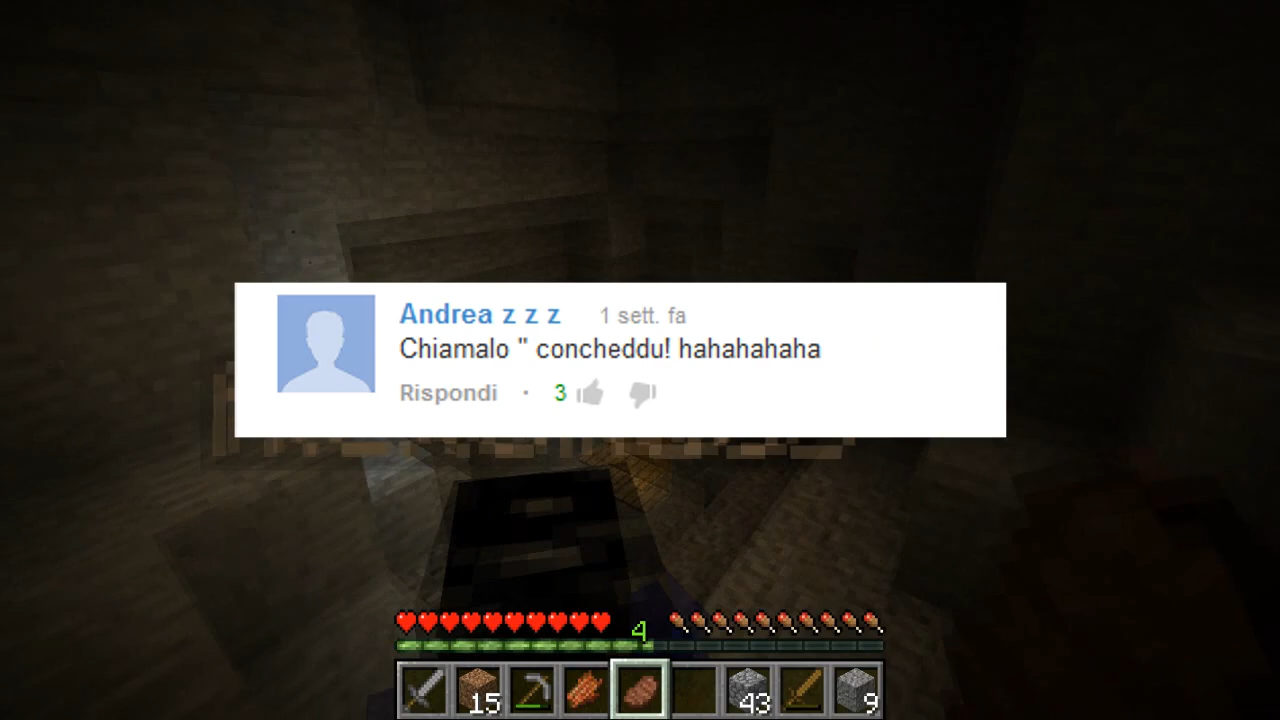 Andrea z z z 1 sett. fa
Chiamalo " concheddu! hahahahaha
Rispondi · 3
4
15 43 9